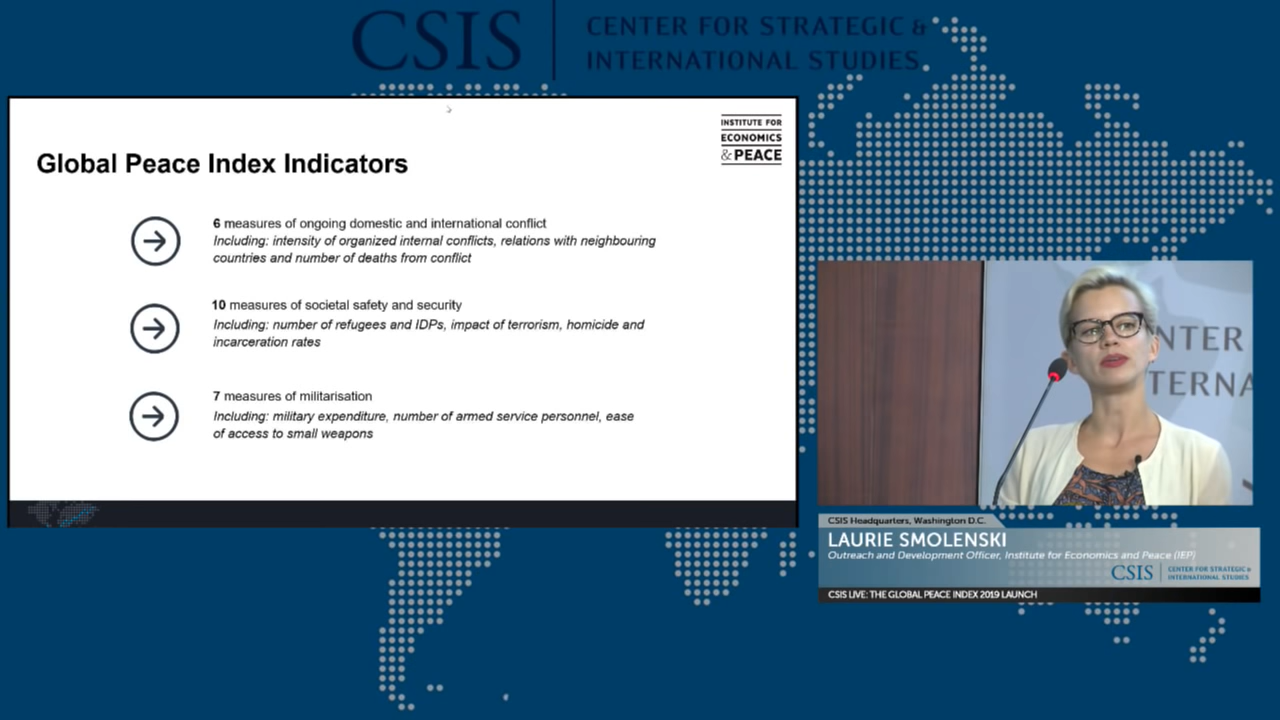 CSIS
CENTER FOR STRATEGIC &
INTERNATIONAL STUDIES
INSTITUTE FOR
ECONOMICS
& PEACE
Global Peace Index Indicators
6 measures of ongoing domestic and international conflict
Including: intensity of organized internal conflicts, relations with neighbouring
countries and number of deaths from conflict
10 measures of societal safety and security
Including: number of refugees and IDPs, impact of terrorism, homicide and
incarceration rates
7 measures of militarisation
Including: military expenditure, number of armed service personnel, ease
of access to small weapons
NTER
TERNA
CSIS Headquarters, Washington D.C.
LAURIE SMOLENSKI
Outreach and Development Officer, Institute for Economics and Peace (IEP)
CSIS
CENTER FOR STRATEGIC &
INTERNATIONAL STUDIES
CSIS LIVE: THE GLOBAL PEACE INDEX 2019 LAUNCH